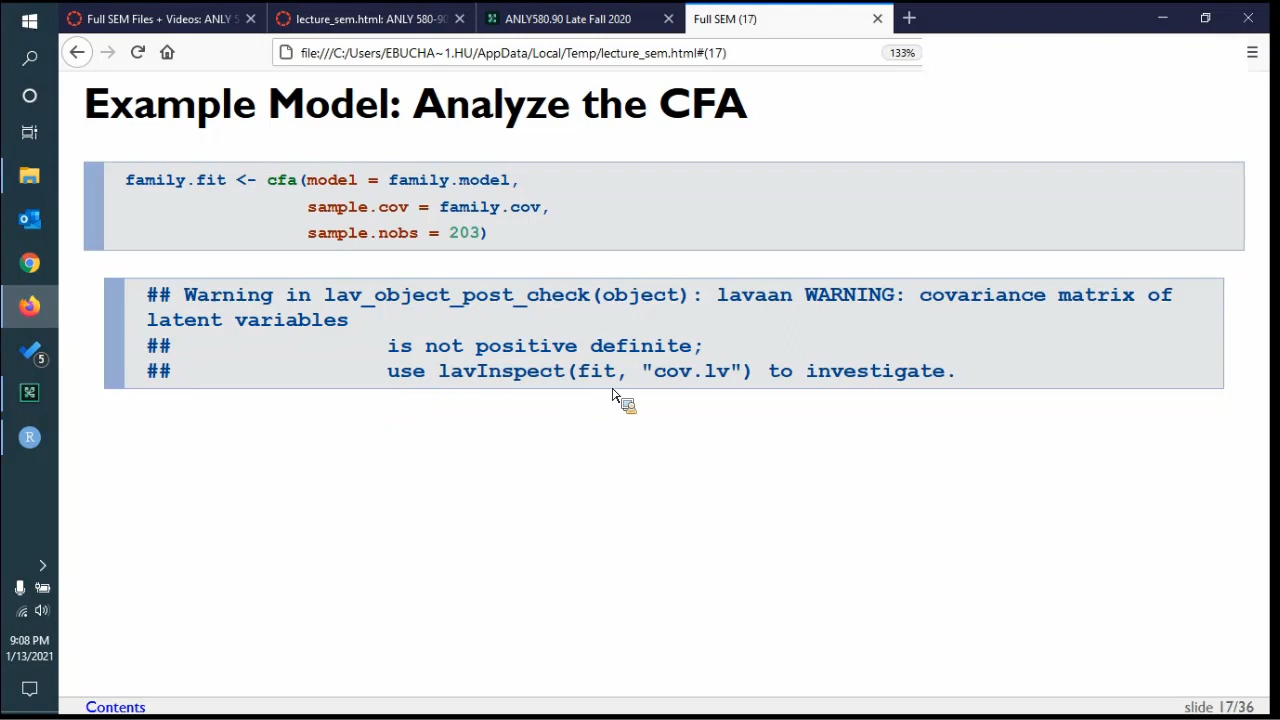 Full SEM Files + Videos: ANLY 5
lecture_sem.html: ANLY 580-90
ANLY580.90 Late Fall 2020
Full SEM (17)
file:///C:/Users/EBUCHA~1.HU/AppData/Local/Temp/lecture_sem.html#(17)
133%
Example Model: Analyze the CFA
family.fit <- cfa(model = family.model,
sample.cov = family.cov,
sample.nobs = 203)
## Warning in lav_object_post_check(object): lavaan WARNING: covariance matrix of
latent variables
## is not positive definite;
## use lavInspect(fit, "cov.lv") to investigate.
5
R
9:08 PM
1/13/2021
Contents
slide 17/36